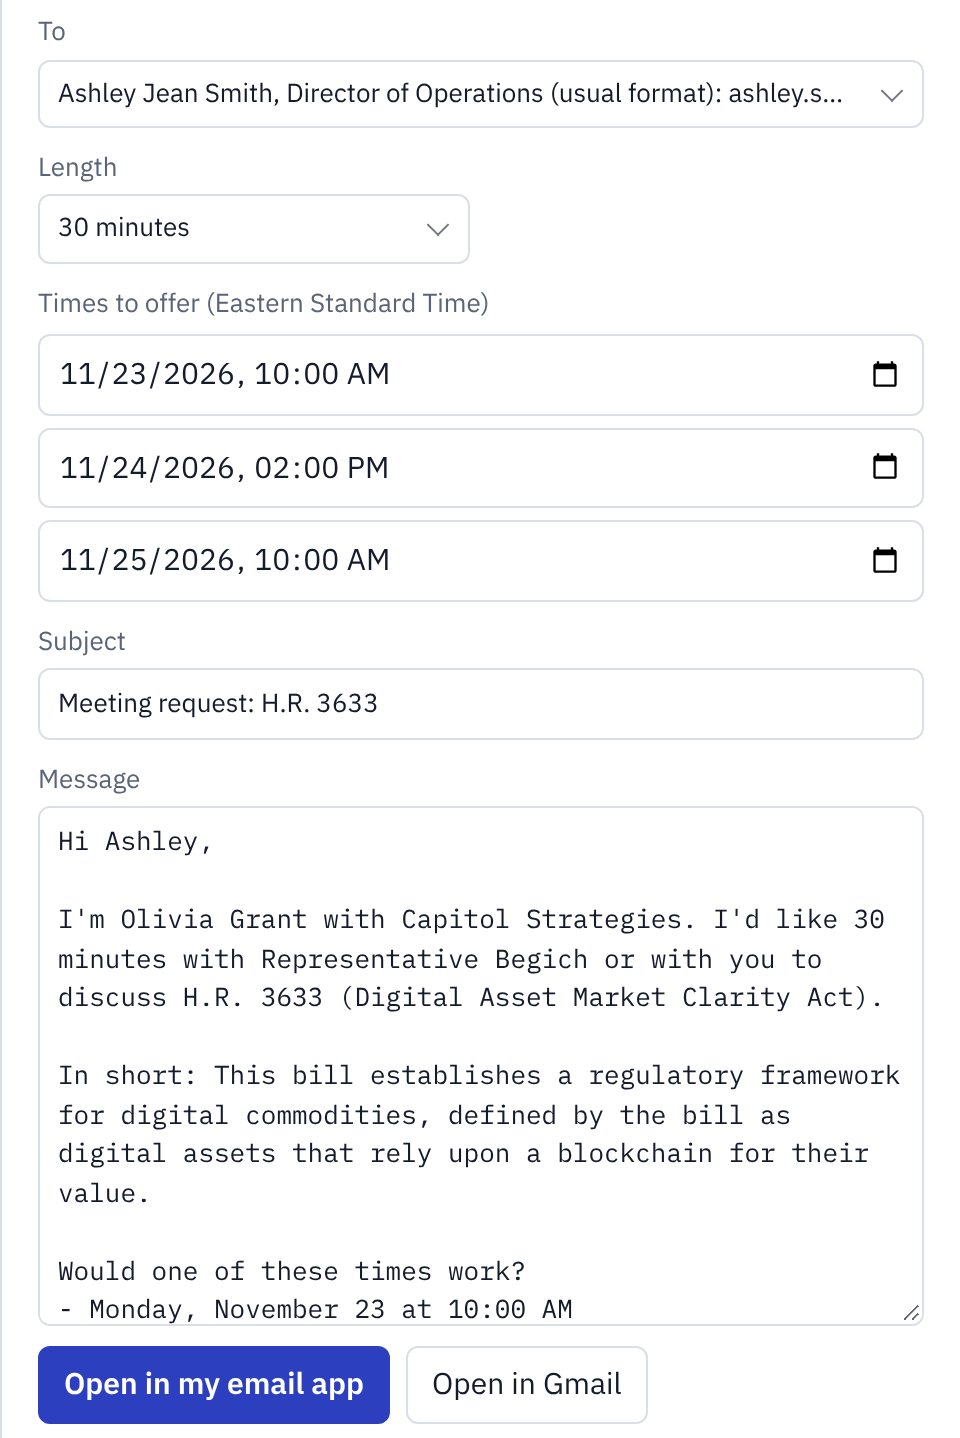 To
Ashley Jean Smith, Director of Operations (usual format): ashley.s...
Length
30 minutes
Times to offer (Eastern Standard Time)
11/23/2026, 10:00 AM
11/24/2026, 02:00 PM
11/25/2026, 10:00 AM
Subject
Meeting request: H.R. 3633
Message
Hi Ashley,
I'm Olivia Grant with Capitol Strategies. I'd like 30
minutes with Representative Begich or with you to
discuss H.R. 3633 (Digital Asset Market Clarity Act).
In short: This bill establishes a regulatory framework
for digital commodities, defined by the bill as
digital assets that rely upon a blockchain for their
value.
Would one of these times work?
- Monday, November 23 at 10:00 AM
Open in my email app
Open in Gmail